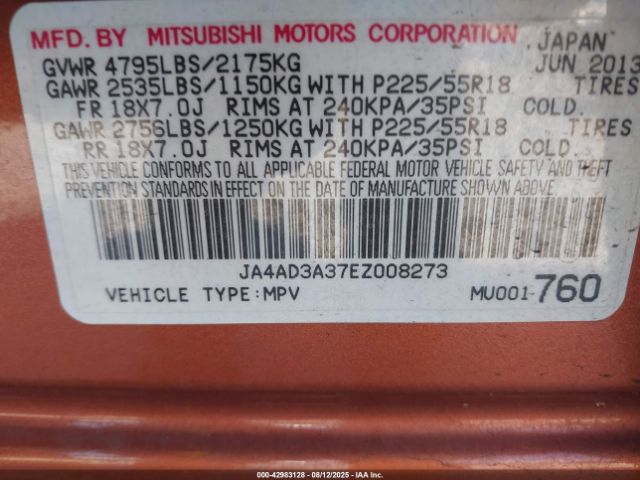 MFD. BY MITSUBISHI MOTORS CORPORATION JAPAN
GVWR 4795LBS/2175KG JUN 2013
GAWR 2535LBS/1150KG WITH P225/55R18 TIRES
FR 18X7.0J RIMS AT 240KPA/35PSI COLD.
GAWR 2756LBS/1250KG WITH P225/55R18 TIRES
RR 18X7.0J RIMS AT 240KPA/35PSI COLD.
THIS VEHICLE CONFORMS TO ALL APPLICABLE FEDERAL MOTOR VEHICLE SAFETY AND THEFT
PREVENTION STANDARDS IN EFFECT ON THE DATE OF MANUFACTURE SHOWN ABOVE.
JA4AD3A37EZ008273
VEHICLE TYPE:MPV MU001-760
000-42983128 - 08/12/2025 - IAA Inc.